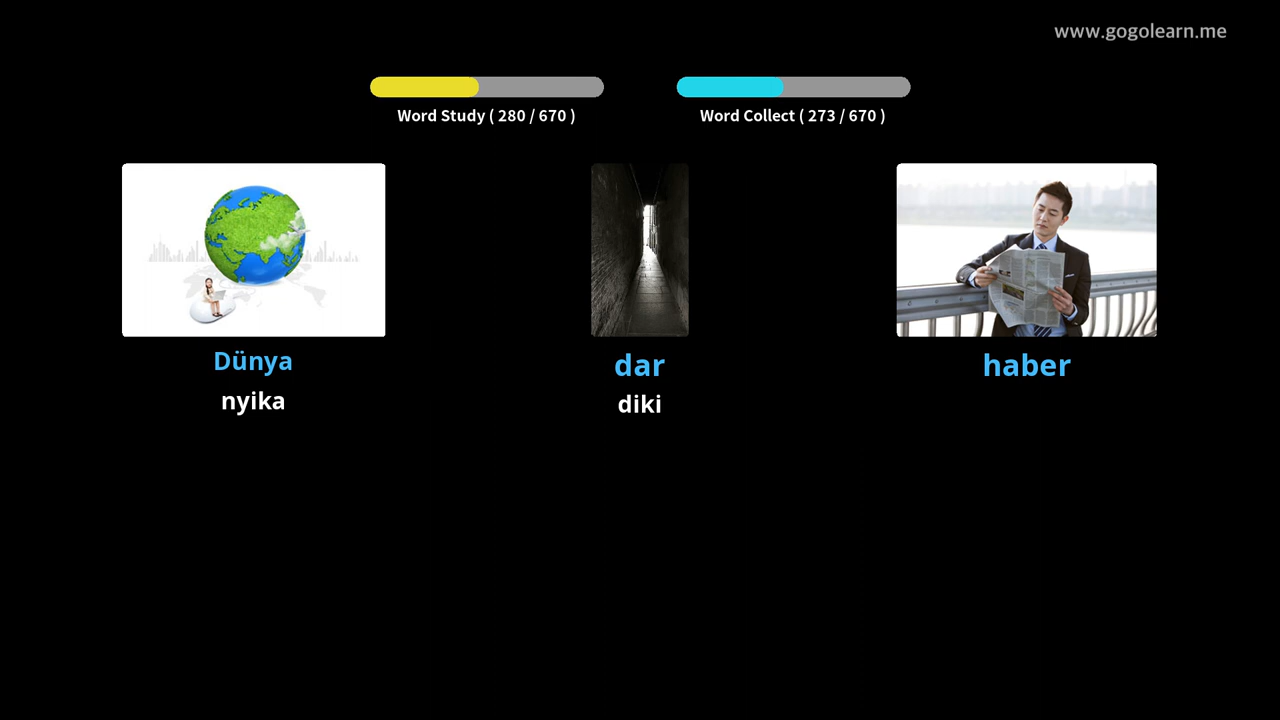 www.gogolearn.me
Word Study ( 280 / 670 )
Word Collect ( 273 / 670 )
Dünya
nyika
dar
diki
haber